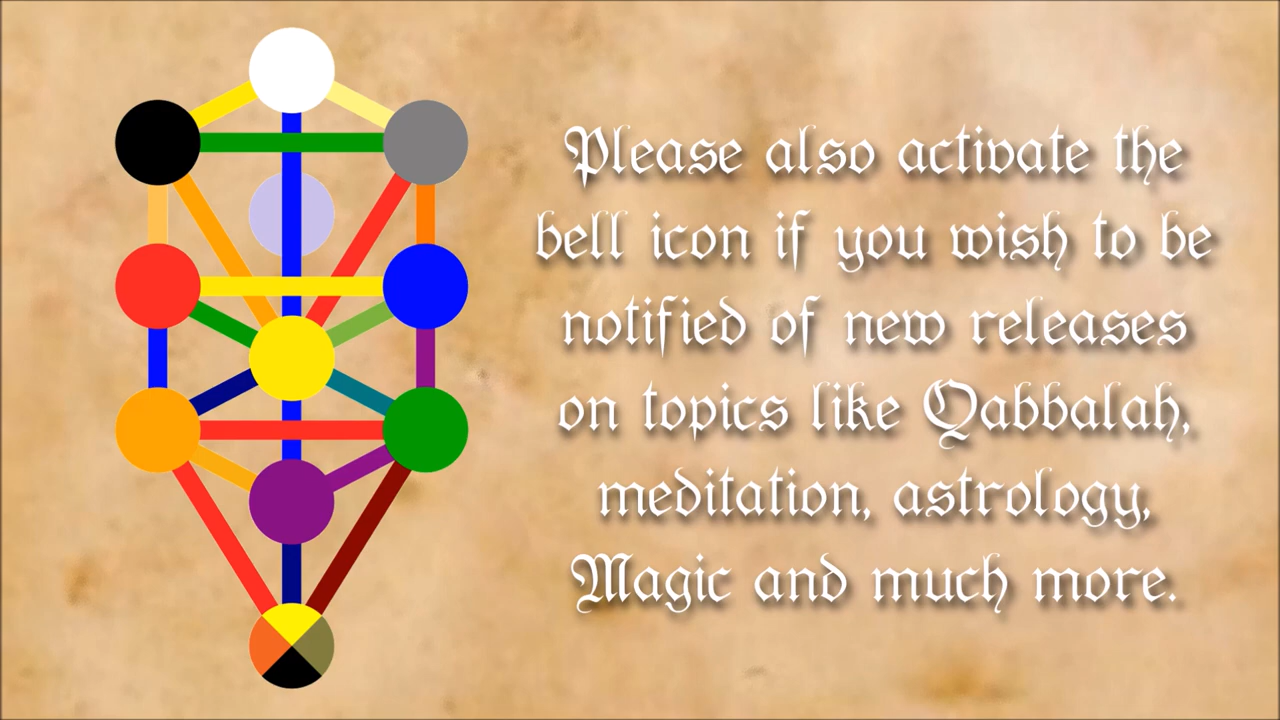 Please also activate the
bell icon if you wish to be
notified of new releases
on topics like Qabbalah,
meditation, astrology,
Magic and much more.